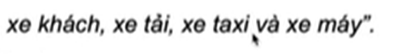 xe khách, xe tải, xe taxi và xe máy”.